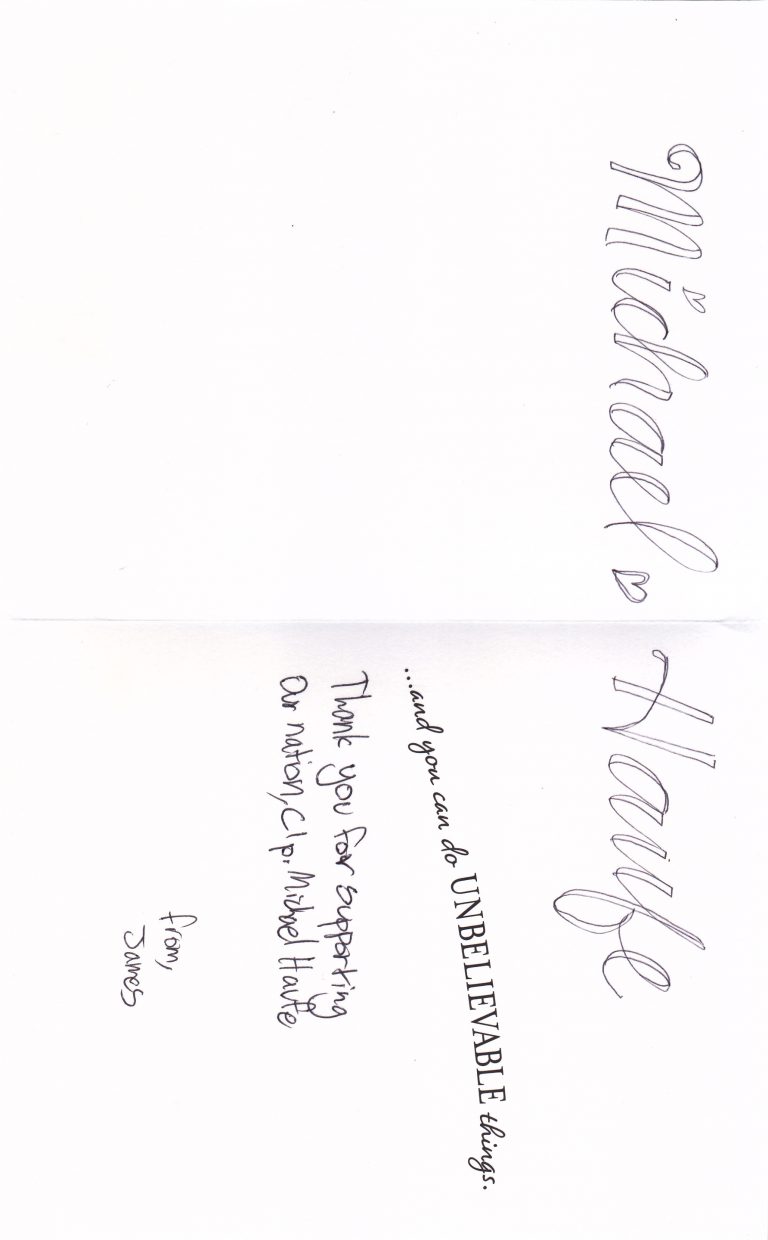 Michael Haufe
...and you can do UNBELIEVABLE things.
Thank you for supporting
our nation, Clp. Michael Haufe
from,
James